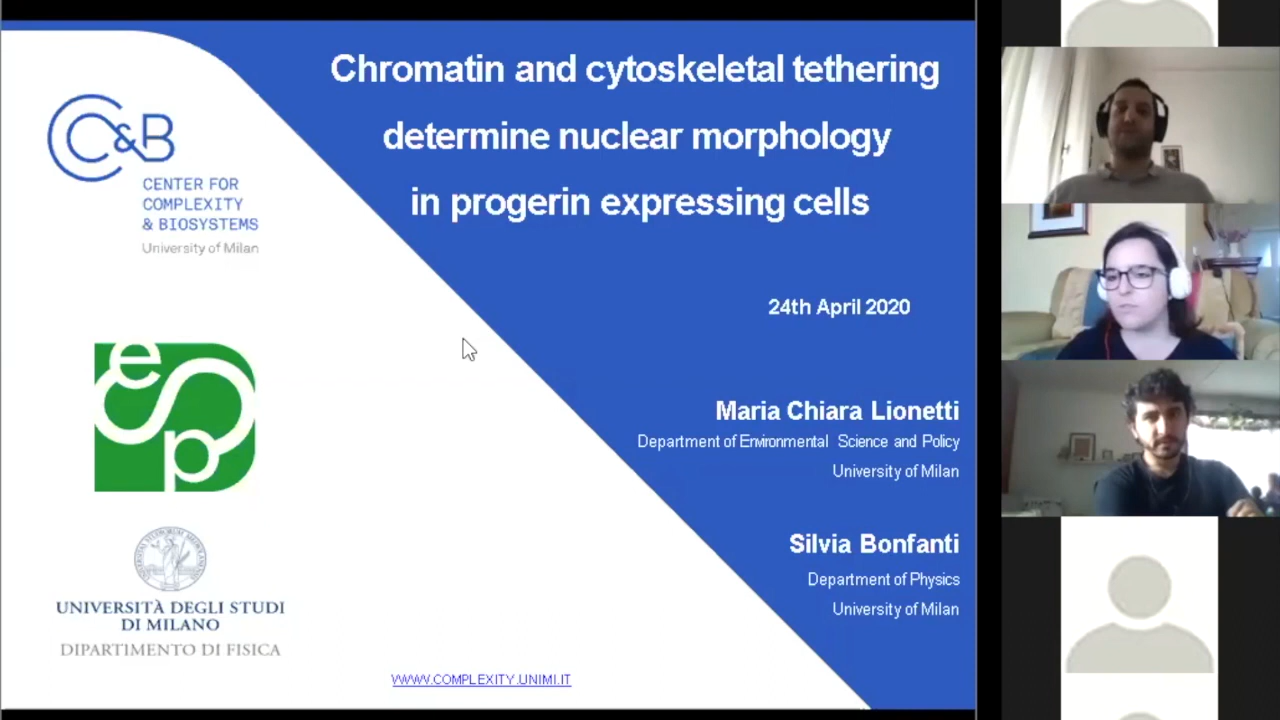 Chromatin and cytoskeletal tethering
determine nuclear morphology
in progerin expressing cells
C&B
CENTER FOR
COMPLEXITY
& BIOSYSTEMS
University of Milan
24th April 2020
esp
Maria Chiara Lionetti
Department of Environmental Science and Policy
University of Milan
Silvia Bonfanti
Department of Physics
University of Milan
UNIVERSITÀ DEGLI STUDI
DI MILANO
DIPARTIMENTO DI FISICA
WWW.COMPLEXITY.UNIMI.IT